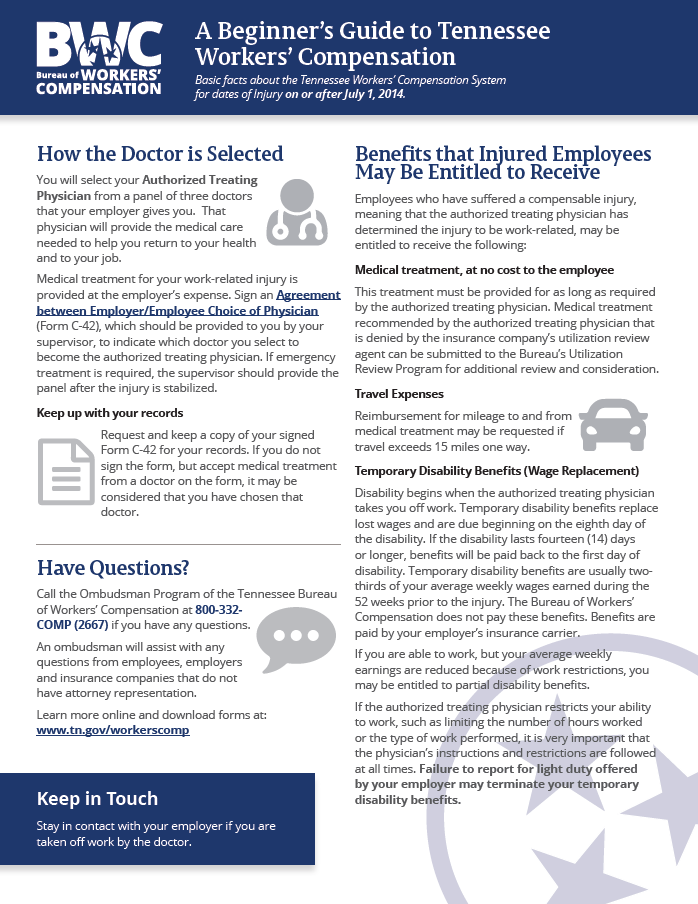 BWC
Bureau of WORKERS'
COMPENSATION
A Beginner's Guide to Tennessee
Workers' Compensation
Basic facts about the Tennessee Workers' Compensation System
for dates of Injury on or after July 1, 2014.
How the Doctor is Selected
You will select your Authorized Treating
Physician from a panel of three doctors
that your employer gives you.  That
physician will provide the medical care
needed to help you return to your health
and to your job.
Medical treatment for your work-related injury is
provided at the employer's expense. Sign an Agreement
between Employer/Employee Choice of Physician
(Form C-42), which should be provided to you by your
supervisor, to indicate which doctor you select to
become the authorized treating physician. If emergency
treatment is required, the supervisor should provide the
panel after the injury is stabilized.
Keep up with your records
Request and keep a copy of your signed
Form C-42 for your records. If you do not
sign the form, but accept medical treatment
from a doctor on the form, it may be
considered that you have chosen that
doctor.
Have Questions?
Call the Ombudsman Program of the Tennessee Bureau
of Workers' Compensation at 800-332-
COMP (2667) if you have any questions.
An ombudsman will assist with any
questions from employees, employers
and insurance companies that do not
have attorney representation.
Learn more online and download forms at:
www.tn.gov/workerscomp
Keep in Touch
Stay in contact with your employer if you are
taken off work by the doctor.
Benefits that Injured Employees
May Be Entitled to Receive
Employees who have suffered a compensable injury,
meaning that the authorized treating physician has
determined the injury to be work-related, may be
entitled to receive the following:
Medical treatment, at no cost to the employee
This treatment must be provided for as long as required
by the authorized treating physician. Medical treatment
recommended by the authorized treating physician that
is denied by the insurance company's utilization review
agent can be submitted to the Bureau's Utilization
Review Program for additional review and consideration.
Travel Expenses
Reimbursement for mileage to and from
medical treatment may be requested if
travel exceeds 15 miles one way.
Temporary Disability Benefits (Wage Replacement)
Disability begins when the authorized treating physician
takes you off work. Temporary disability benefits replace
lost wages and are due beginning on the eighth day of
the disability. If the disability lasts fourteen (14) days
or longer, benefits will be paid back to the first day of
disability. Temporary disability benefits are usually two-
thirds of your average weekly wages earned during the
52 weeks prior to the injury. The Bureau of Workers'
Compensation does not pay these benefits. Benefits are
paid by your employer's insurance carrier.
If you are able to work, but your average weekly
earnings are reduced because of work restrictions, you
may be entitled to partial disability benefits.
If the authorized treating physician restricts your ability
to work, such as limiting the number of hours worked
or the type of work performed, it is very important that
the physician's instructions and restrictions are followed
at all times. Failure to report for light duty offered
by your employer may terminate your temporary
disability benefits.